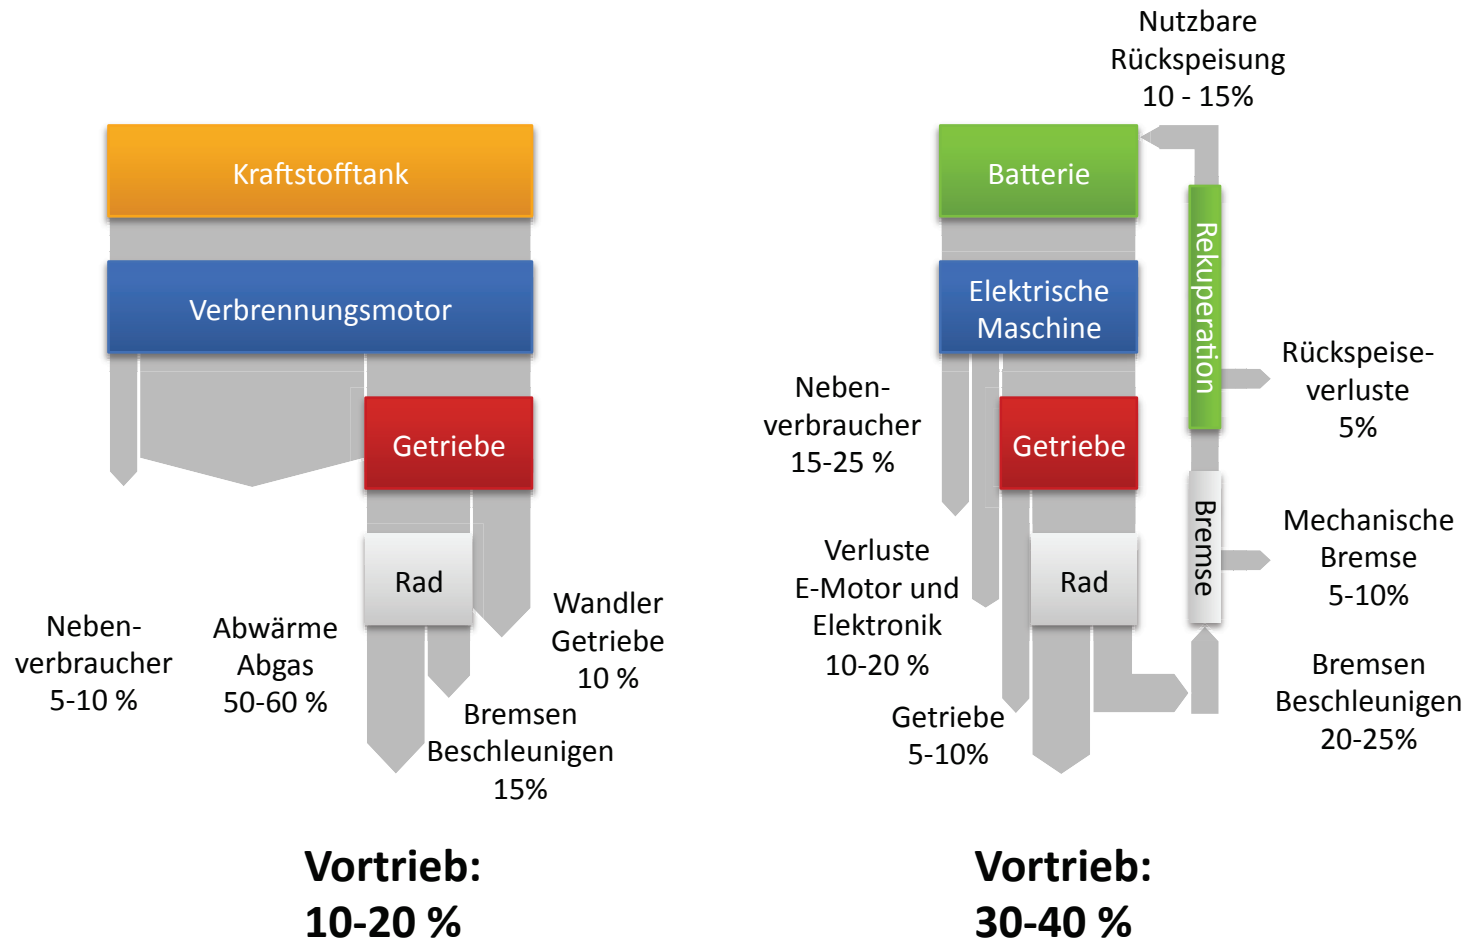 Kraftstofftank
Verbrennungsmotor
Getriebe
Rad
Neben-
verbraucher
5-10 %
Abwärme
Abgas
50-60 %
Wandler
Getriebe
10 %
Bremsen
Beschleunigen
15%
Vortrieb:
10-20 %
Nutzbare
Rückspeisung
10 - 15%
Batterie
Elektrische
Maschine
Rekuperation
Rückspeise-
verluste
5%
Neben-
verbraucher
15-25 %
Getriebe
Bremse
Mechanische
Bremse
5-10%
Verluste
E-Motor und
Elektronik
10-20 %
Rad
Getriebe
5-10%
Bremsen
Beschleunigen
20-25%
Vortrieb:
30-40 %